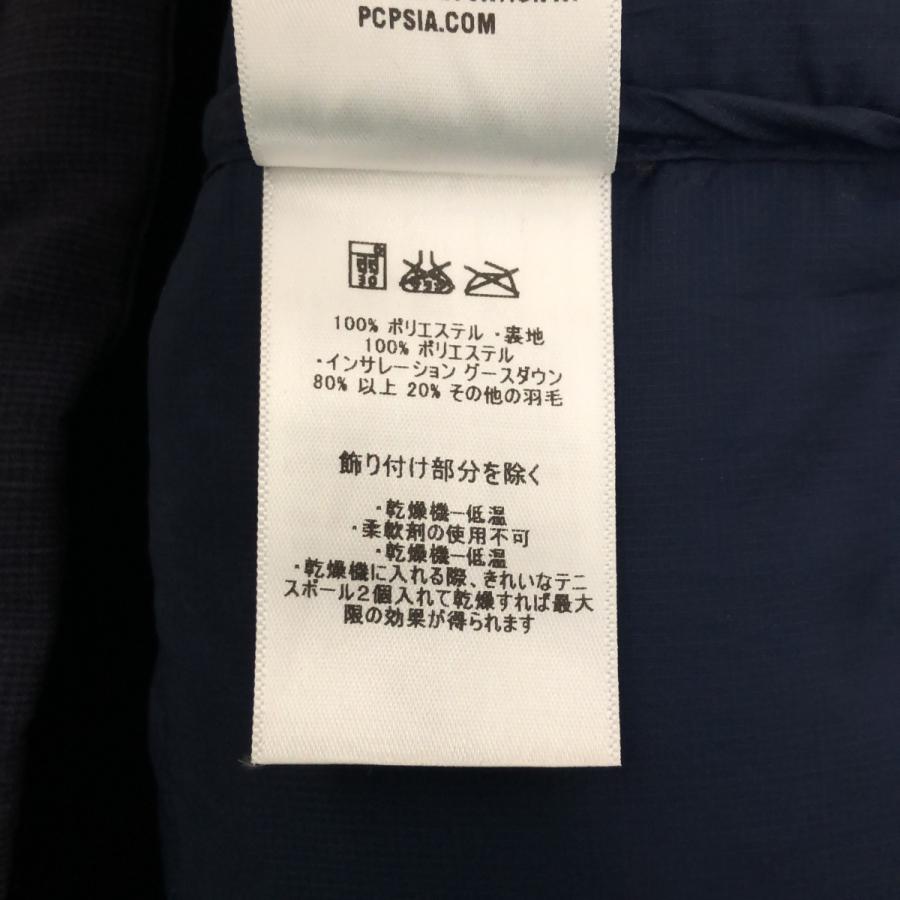 PCPSIA.COM
100% ポリエステル ・裏地
100% ポリエステル
・インサレーション グースダウン
80% 以上 20% その他の羽毛
飾り付け部分を除く
・乾燥機ー低温
・柔軟剤の使用不可
・乾燥機ー低温
・乾燥機に入れる際、きれいなテニ
スボール2個入れて乾燥すれば最大
限の効果が得られます